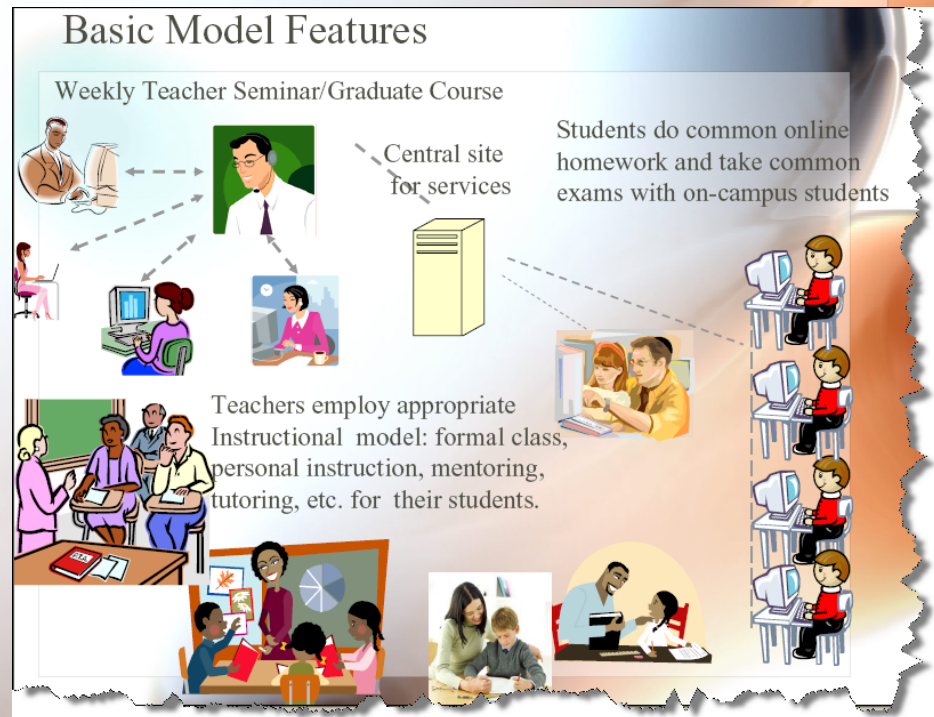 Basic Model Features
Weekly Teacher Seminar/Graduate Course
Central site
for services
Students do common online
homework and take common
exams with on-campus students
Teachers employ appropriate
Instructional model: formal class,
personal instruction, mentoring,
tutoring, etc. for their students.
PTA